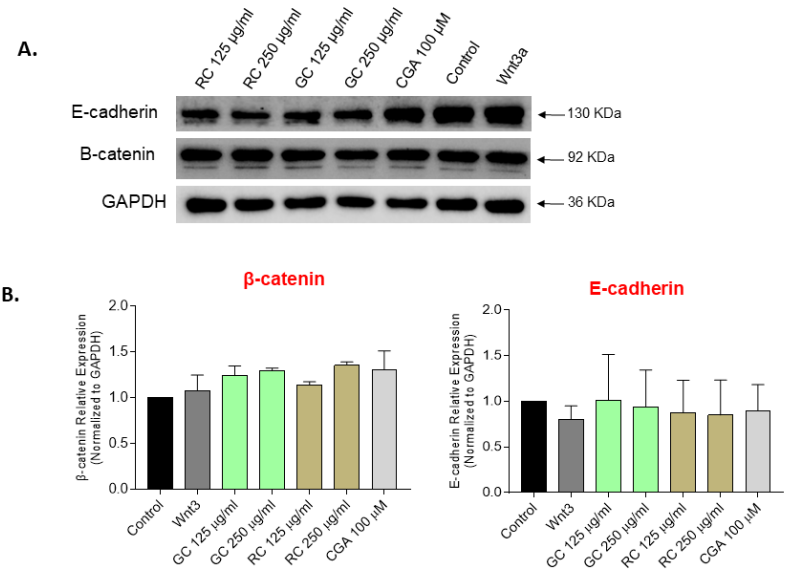 A.
RC 125 µg/ml
RC 250 µg/ml
GC 125 µg/ml
GC 250 µg/ml
CGA 100 µM
Control
Wnt3a
E-cadherin
130 KDa
B-catenin
92 KDa
GAPDH
36 KDa
B.
β-catenin
β-catenin Relative Expression
(Normalized to GAPDH)
2.0
1.5
1.0
0.5
0.0
Control
Wnt3
GC 125 µg/ml
GC 250 µg/ml
RC 125 µg/ml
RC 250 µg/ml
CGA 100 µM
E-cadherin
E-cadherin Relative Expression
(Normalized to GAPDH)
2.0
1.5
1.0
0.5
0.0
Control
Wnt3
GC 125 µg/ml
GC 250 µg/ml
RC 125 µg/ml
RC 250 µg/ml
CGA 100 µM